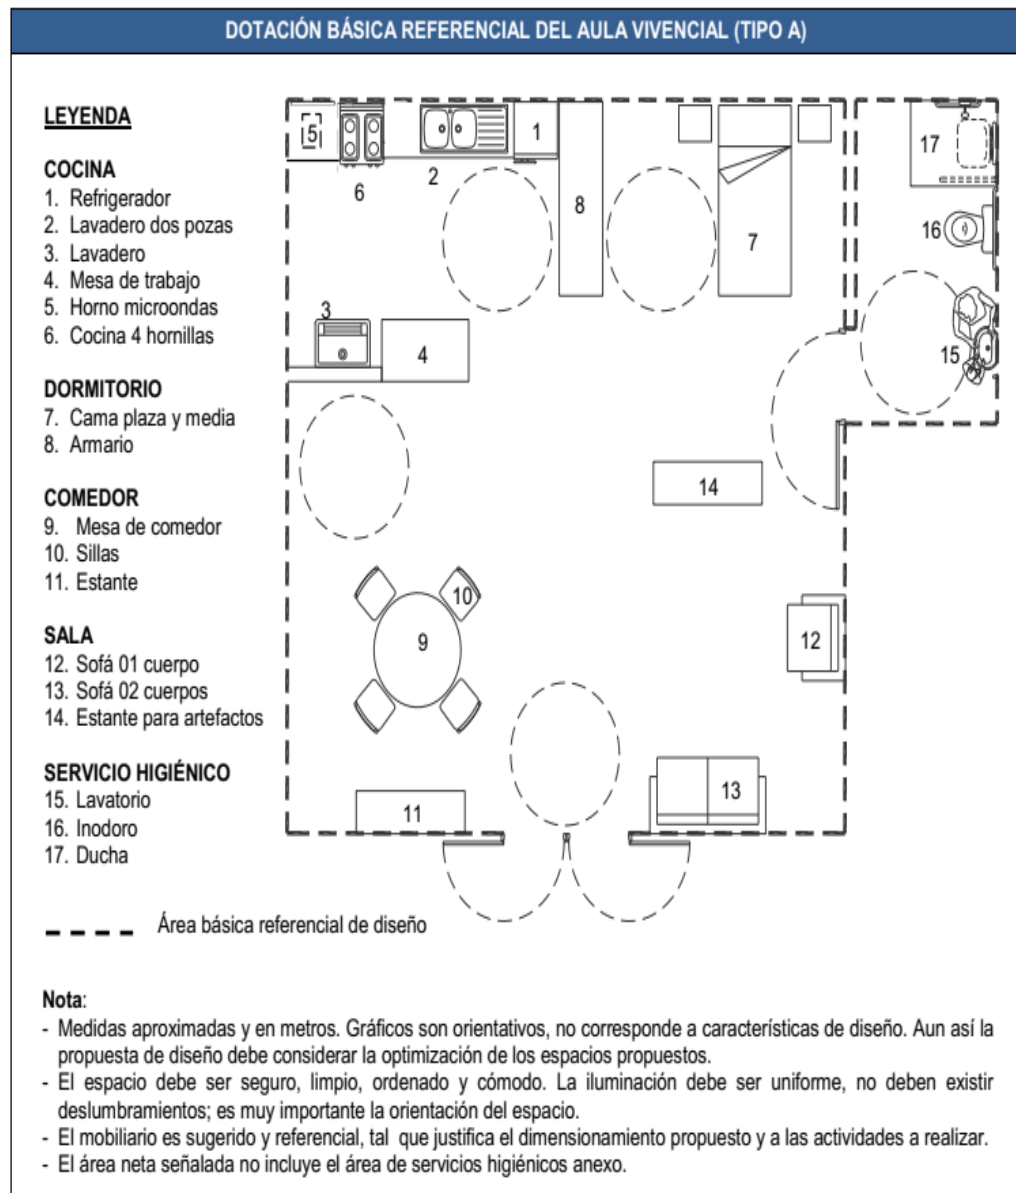 DOTACIÓN BÁSICA REFERENCIAL DEL AULA VIVENCIAL (TIPO A)
LEYENDA
COCINA
1. Refrigerador
2. Lavadero dos pozas
3. Lavadero
4. Mesa de trabajo
5. Horno microondas
6. Cocina 4 hornillas
DORMITORIO
7. Cama plaza y media
8. Armario
COMEDOR
9. Mesa de comedor
10. Sillas
11. Estante
SALA
12. Sofá 01 cuerpo
13. Sofá 02 cuerpos
14. Estante para artefactos
SERVICIO HIGIÉNICO
15. Lavatorio
16. Inodoro
17. Ducha
5
6
2
1
8
7
17
16
15
3
4
14
10
9
12
11
13
Área básica referencial de diseño
Nota:
- Medidas aproximadas y en metros. Gráficos son orientativos, no corresponde a características de diseño. Aun así la
propuesta de diseño debe considerar la optimización de los espacios propuestos.
- El espacio debe ser seguro, limpio, ordenado y cómodo. La iluminación debe ser uniforme, no deben existir
deslumbramientos; es muy importante la orientación del espacio.
- El mobiliario es sugerido y referencial, tal que justifica el dimensionamiento propuesto y a las actividades a realizar.
- El área neta señalada no incluye el área de servicios higiénicos anexo.